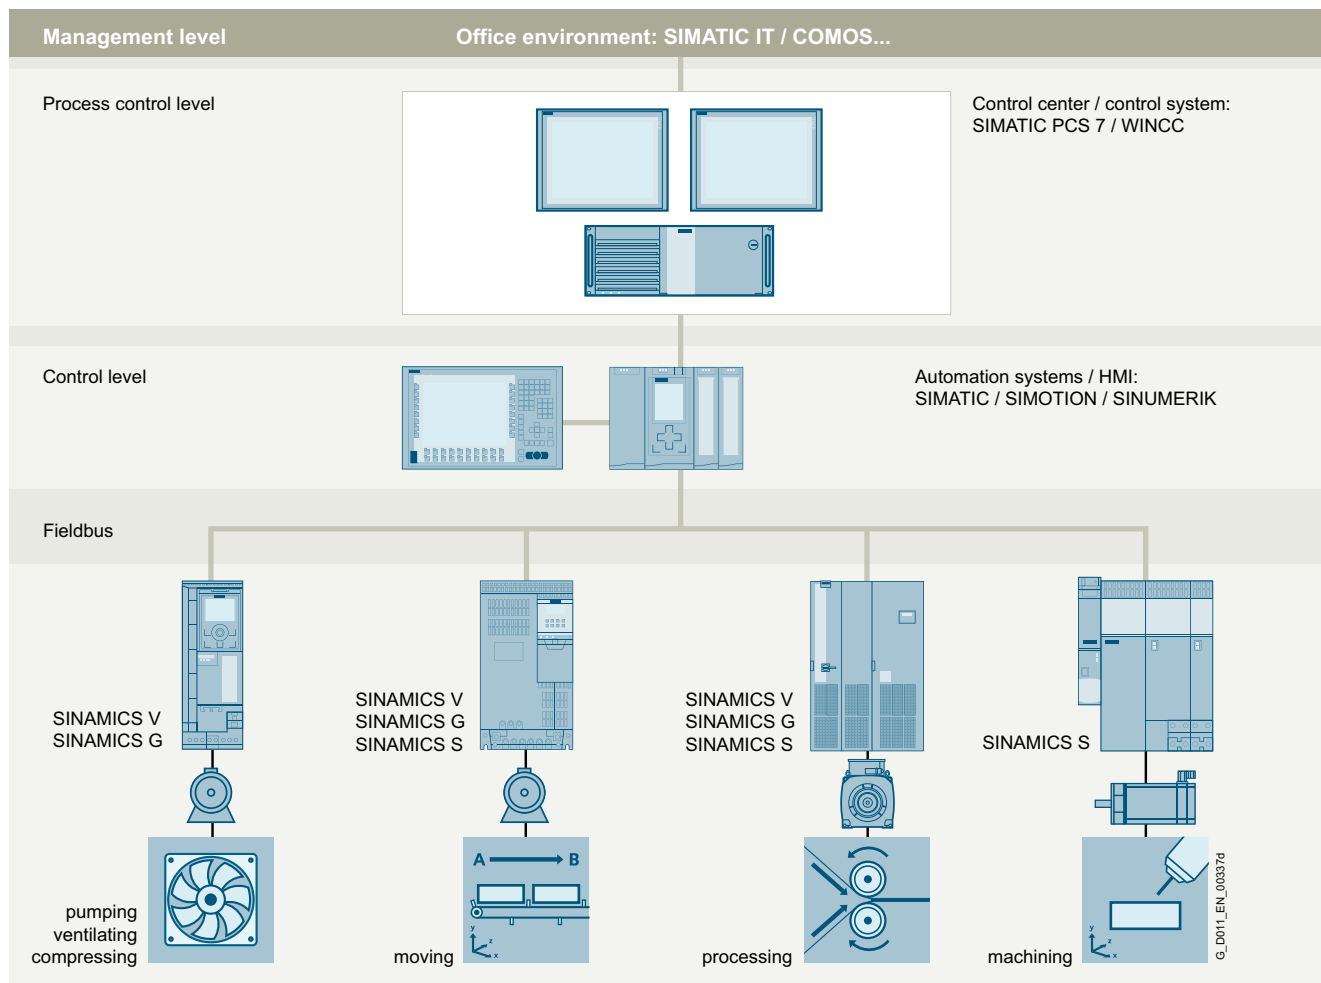 Management level
Office environment: SIMATIC IT / COMOS...
Process control level
Control center / control system:
SIMATIC PCS 7 / WINCC
Control level
Automation systems / HMI:
SIMATIC / SIMOTION / SINUMERIK
Fieldbus
SINAMICS V
SINAMICS G
SINAMICS V
SINAMICS G
SINAMICS S
SINAMICS V
SINAMICS G
SINAMICS S
SINAMICS S
pumping
ventilating
compressing
A B
y
z
x
moving
processing
y
z
x
machining
G_D011_EN_00337d